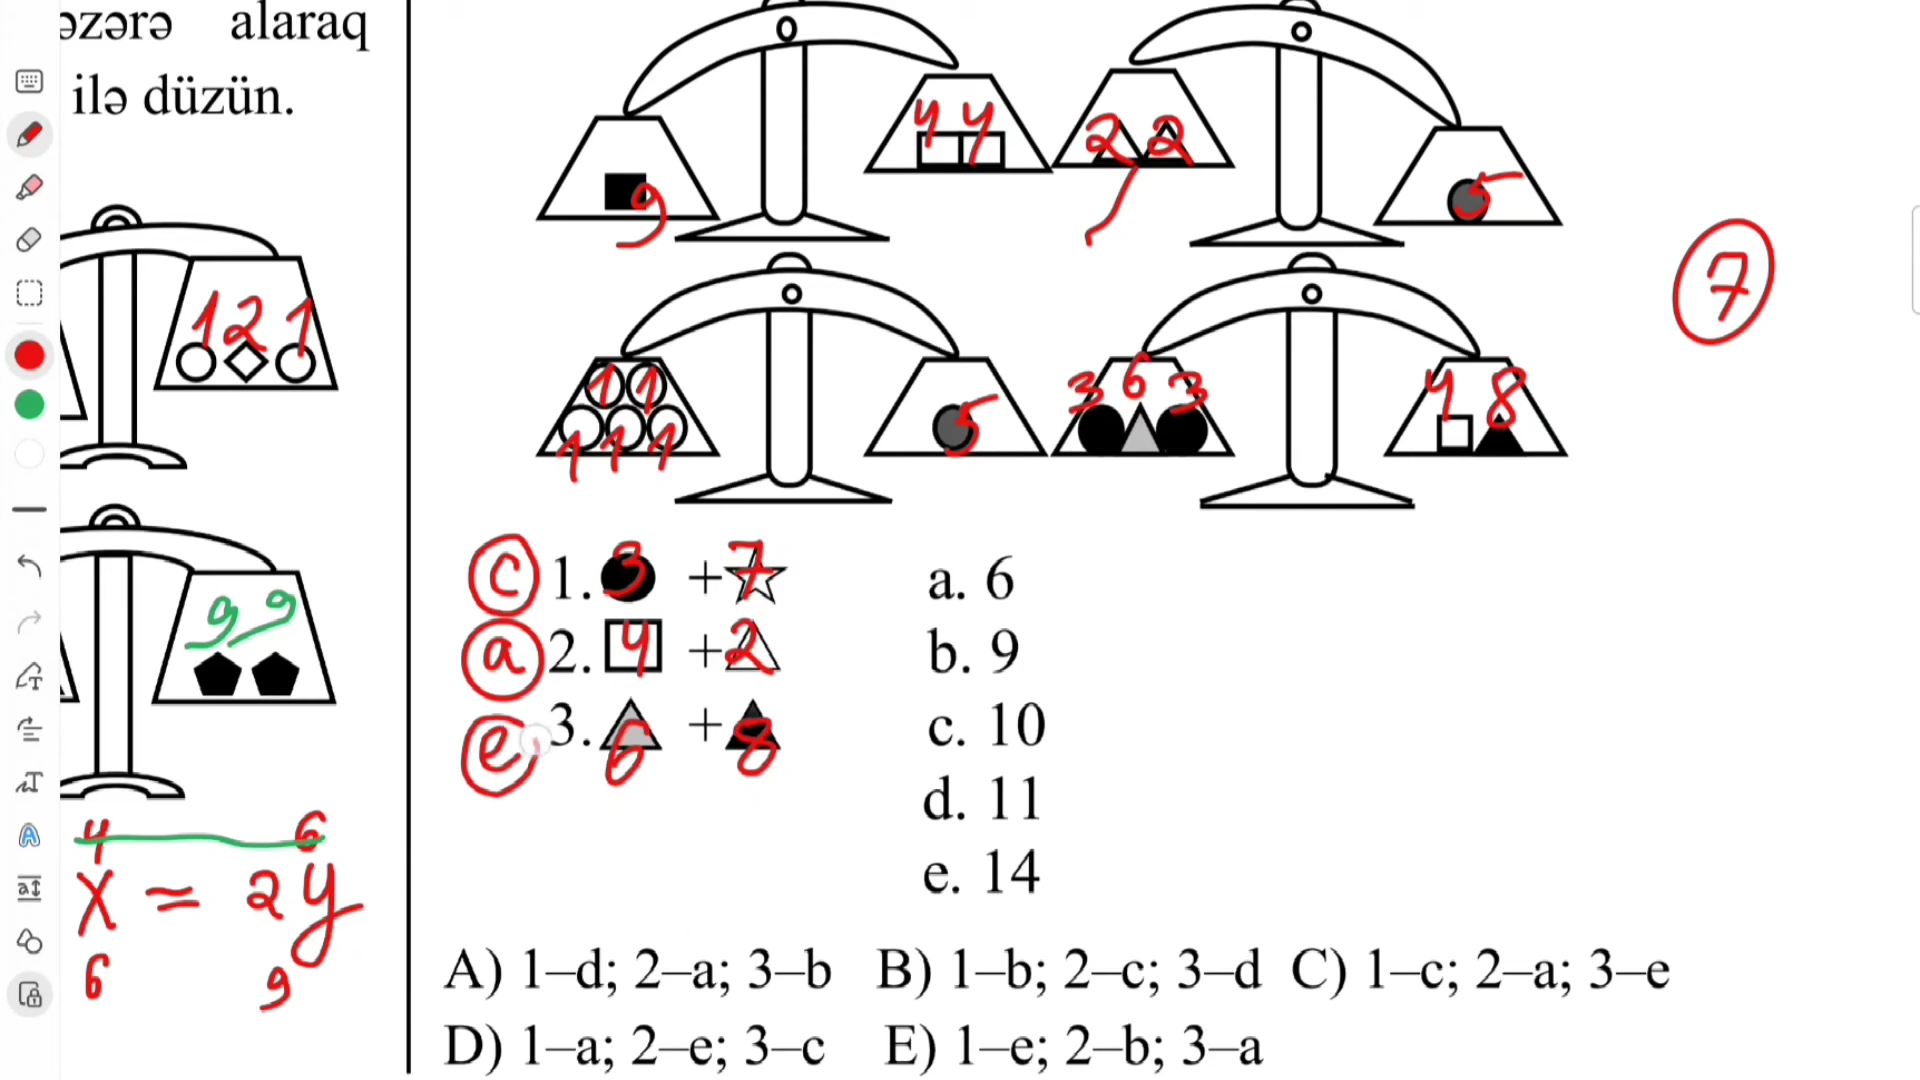 əzərə alaraq
ilə düzün.
1 2 1
9 9
4 6
x = 2y
6 9
9
4 4
2 2
5
7
1 1
1 1 1
5
3 6 3
4 8
c 1. 3 + 7
a 2. 4 + 2
e 3. 6 + 8
a. 6
b. 9
c. 10
d. 11
e. 14
A) 1–d; 2–a; 3–b B) 1–b; 2–c; 3–d C) 1–c; 2–a; 3–e
D) 1–a; 2–e; 3–c E) 1–e; 2–b; 3–a